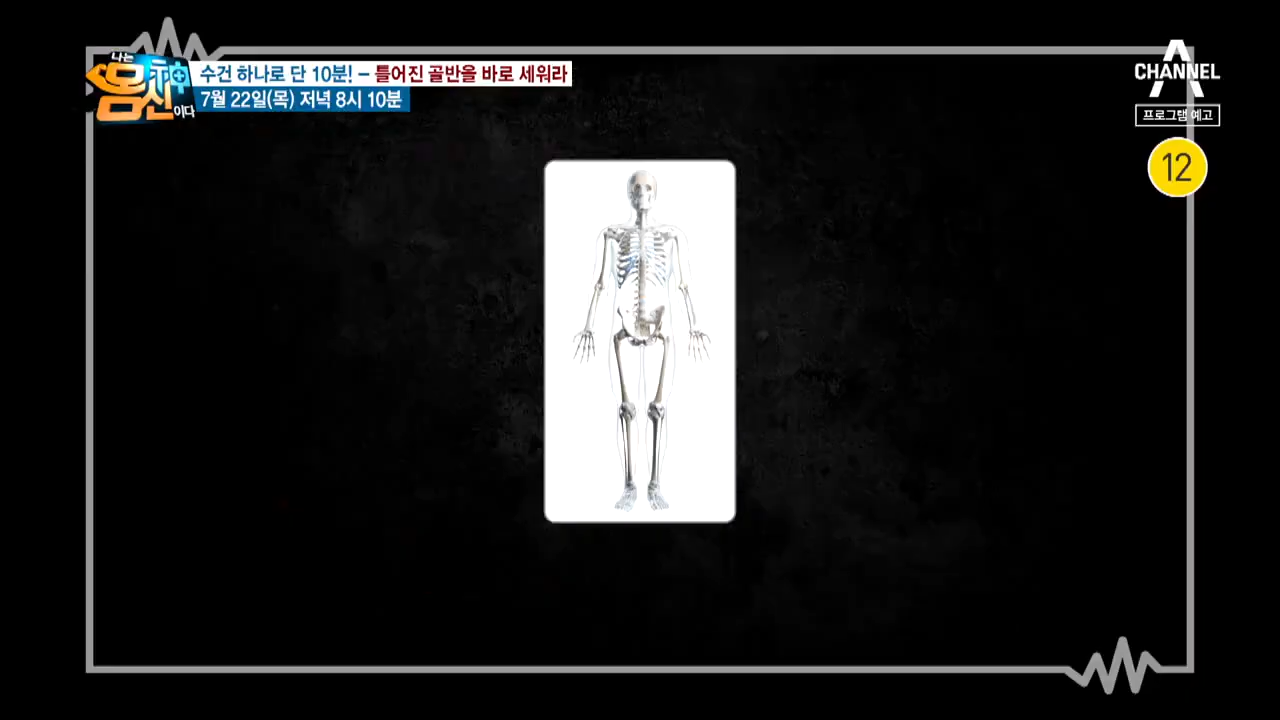 나는
몸神
신이다
수건 하나로 단 10분! – 틀어진 골반을 바로 세워라
7월 22일(목) 저녁 8시 10분
CHANNEL A
프로그램 예고
12